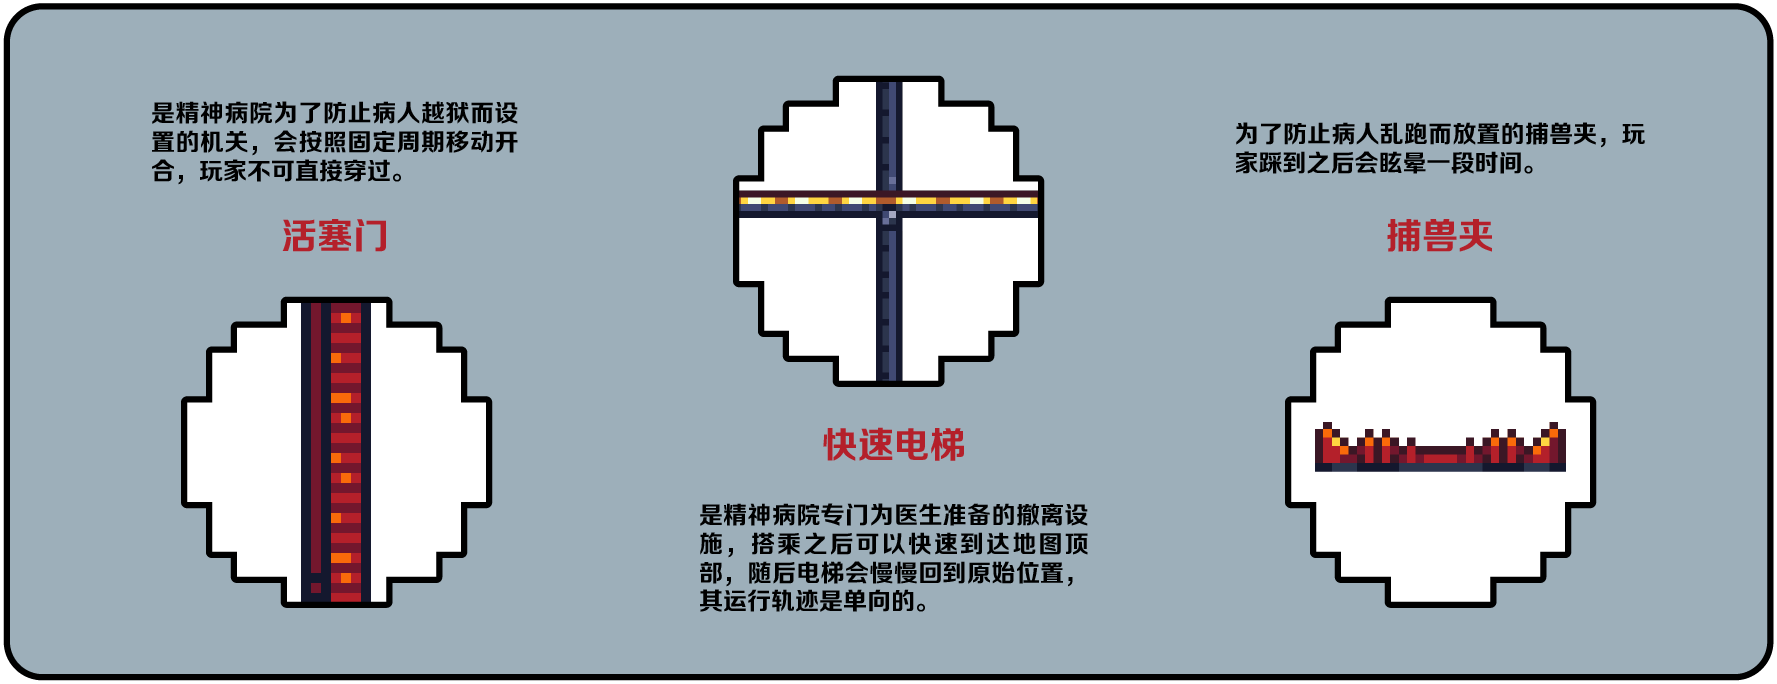 是精神病院为了防止病人越狱而设
置的机关，会按照固定周期移动开
合，玩家不可直接穿过。
活塞门
快速电梯
是精神病院专门为医生准备的撤离设
施，搭乘之后可以快速到达地图顶
部，随后电梯会慢慢回到原始位置，
其运行轨迹是单向的。
为了防止病人乱跑而放置的捕兽夹，玩
家踩到之后会眩晕一段时间。
捕兽夹